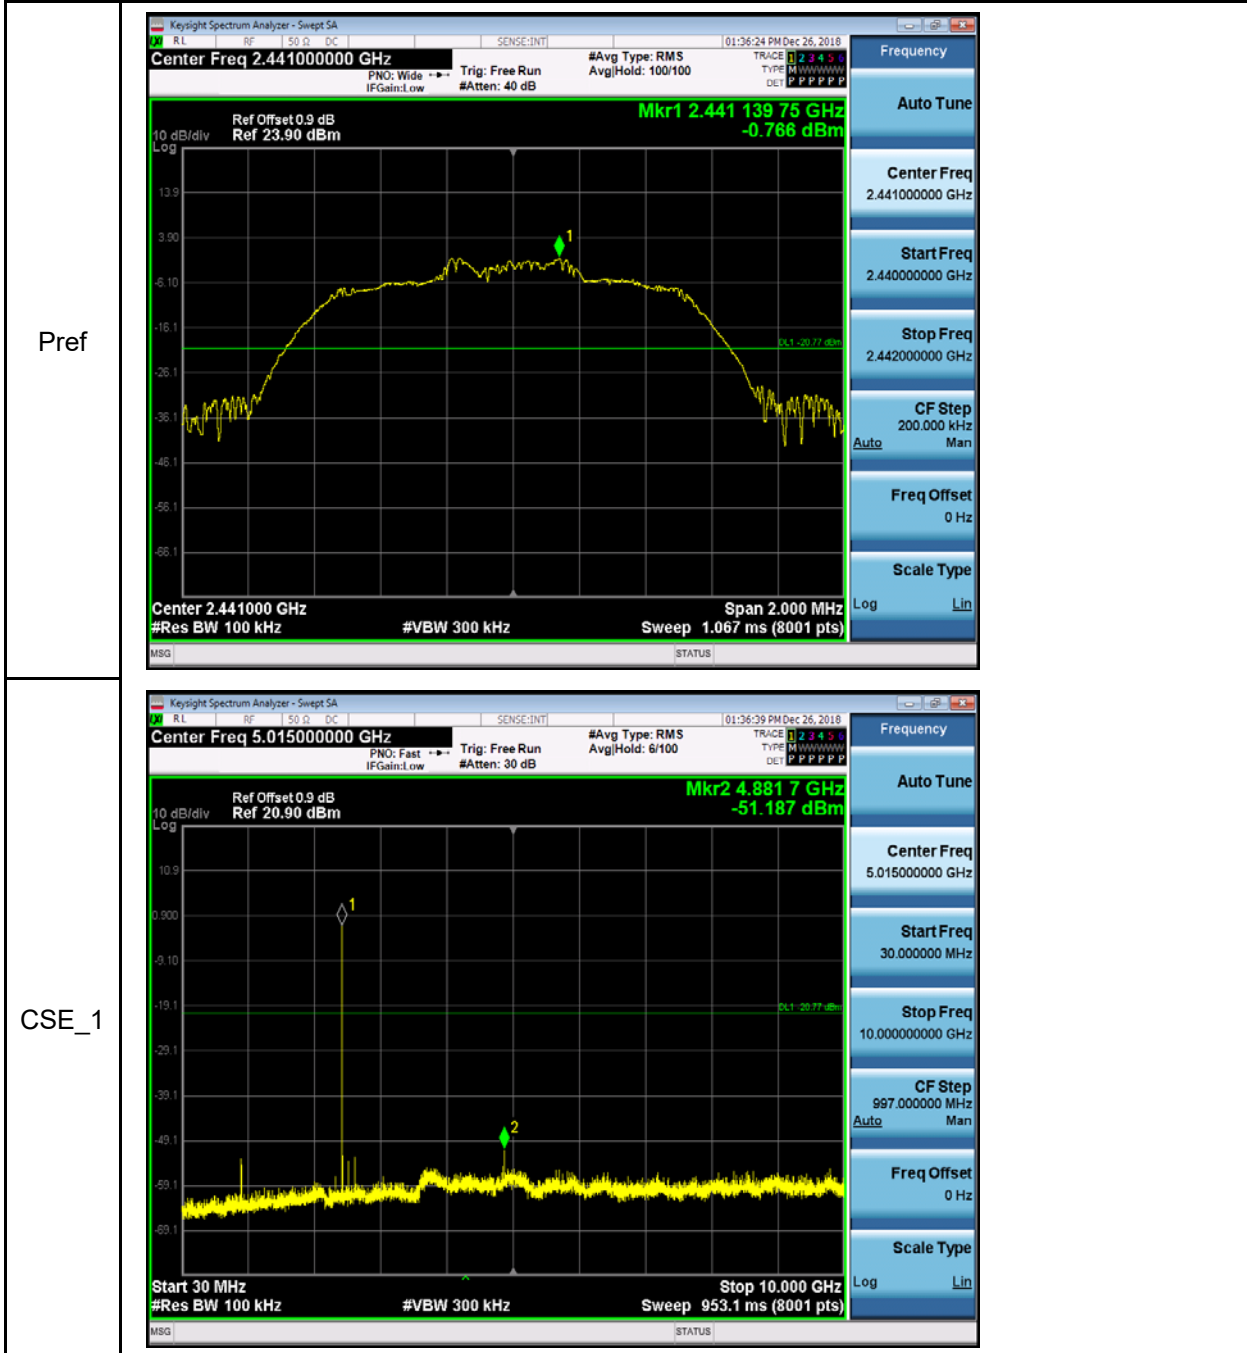 Pref
Keysight Spectrum Analyzer - Swept SA
RL RF 50 Ω DC SENSE:INT 01:36:24 PM Dec 26, 2018
Center Freq 2.441000000 GHz
PNO: Wide
IFGain:Low
Trig: Free Run
#Atten: 40 dB
#Avg Type: RMS
Avg|Hold: 100/100
TRACE 1 2 3 4 5 6
TYPE M WWWWW
DET P P P P P P
Mkr1 2.441 139 75 GHz
-0.766 dBm
Ref Offset 0.9 dB
10 dB/div Ref 23.90 dBm
Log
13.9
3.90
-6.10
-16.1
-26.1
-36.1
-46.1
-56.1
-66.1
1
DL1 -20.77 dBm
Center 2.441000 GHz Span 2.000 MHz
#Res BW 100 kHz #VBW 300 kHz Sweep 1.067 ms (8001 pts)
MSG STATUS
Frequency
Auto Tune
Center Freq
2.441000000 GHz
Start Freq
2.440000000 GHz
Stop Freq
2.442000000 GHz
CF Step
200.000 kHz
Auto Man
Freq Offset
0 Hz
Scale Type
Log Lin
CSE_1
Keysight Spectrum Analyzer - Swept SA
RL RF 50 Ω DC SENSE:INT 01:36:39 PM Dec 26, 2018
Center Freq 5.015000000 GHz
PNO: Fast
IFGain:Low
Trig: Free Run
#Atten: 30 dB
#Avg Type: RMS
Avg|Hold: 6/100
TRACE 1 2 3 4 5 6
TYPE M WWWWW
DET P P P P P P
Mkr2 4.881 7 GHz
-51.187 dBm
Ref Offset 0.9 dB
10 dB/div Ref 20.90 dBm
Log
10.9
0.900
-9.10
-19.1
-29.1
-39.1
-49.1
-59.1
-69.1
1
DL1 -20.77 dBm
2
Start 30 MHz Stop 10.000 GHz
#Res BW 100 kHz #VBW 300 kHz Sweep 953.1 ms (8001 pts)
MSG STATUS
Frequency
Auto Tune
Center Freq
5.015000000 GHz
Start Freq
30.000000 MHz
Stop Freq
10.000000000 GHz
CF Step
997.000000 MHz
Auto Man
Freq Offset
0 Hz
Scale Type
Log Lin